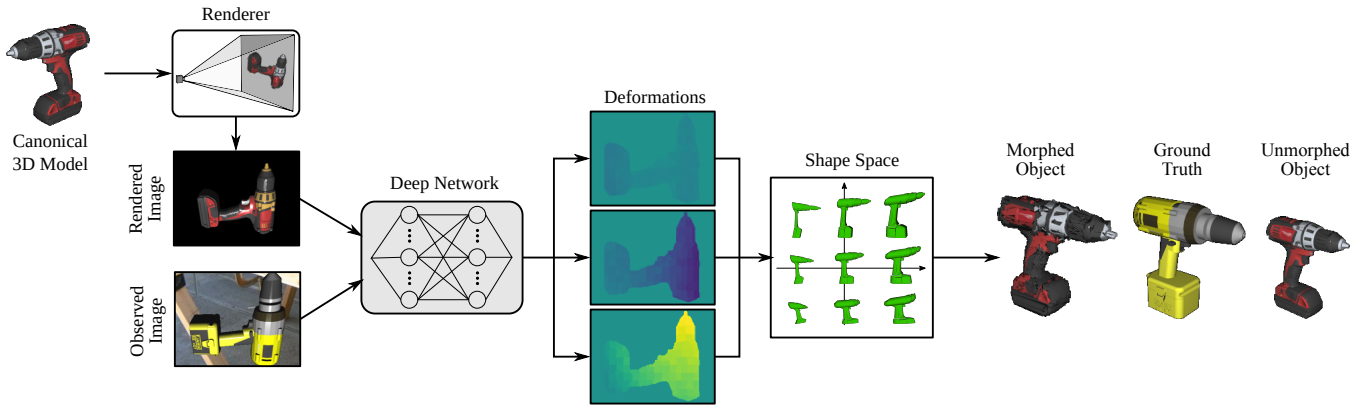 Renderer
Canonical
3D Model
Rendered
Image
Observed
Image
Deep Network
Deformations
Shape Space
Morphed
Object
Ground
Truth
Unmorphed
Object